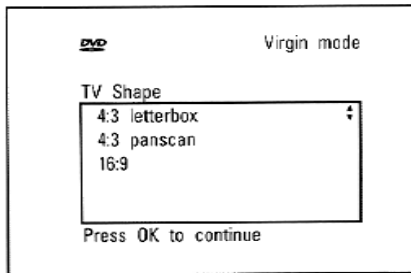 DVD Virgin mode
TV Shape
4:3 letterbox
4:3 panscan
16:9
Press OK to continue